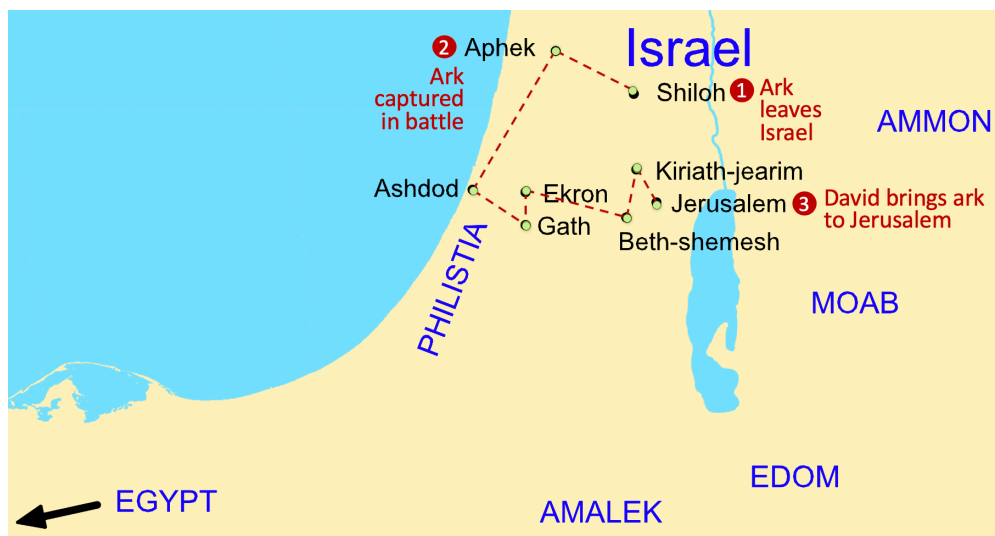 Israel
2 Aphek
Ark
captured
in battle
Shiloh 1 Ark
leaves
Israel
AMMON
Kiriath-jearim
Ashdod
Ekron
Jerusalem 3 David brings ark
to Jerusalem
Gath
Beth-shemesh
PHILISTIA
MOAB
EDOM
EGYPT
AMALEK